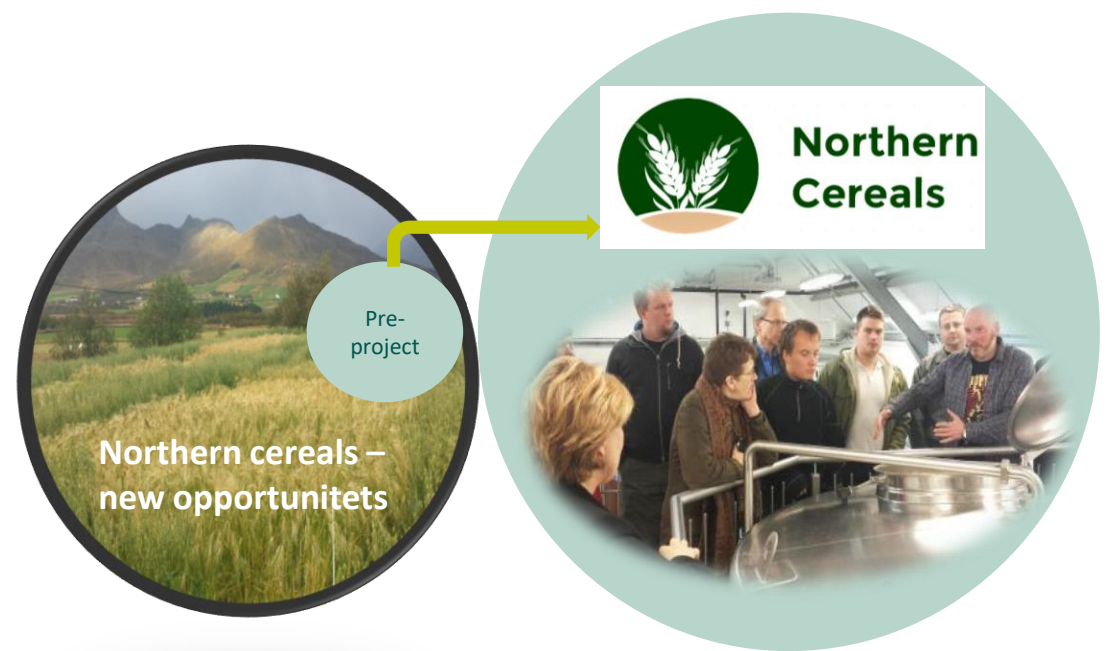 Northern
Cereals
Pre-
project
Northern cereals –
new opportunitets